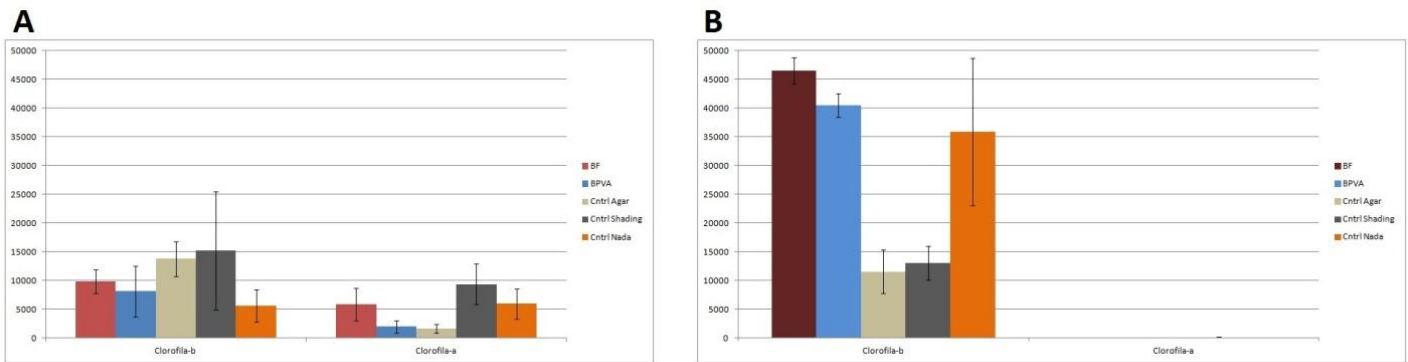 A
50000
45000
40000
35000
30000
25000
20000
15000
10000
5000
0
Clorofila-b
Clorofila-a
BF
BPVA
Cntrl Agar
Cntrl Shading
Cntrl Nada
B
50000
45000
40000
35000
30000
25000
20000
15000
10000
5000
0
Clorofila-b
Clorofila-a
BF
BPVA
Cntrl Agar
Cntrl Shading
Cntrl Nada